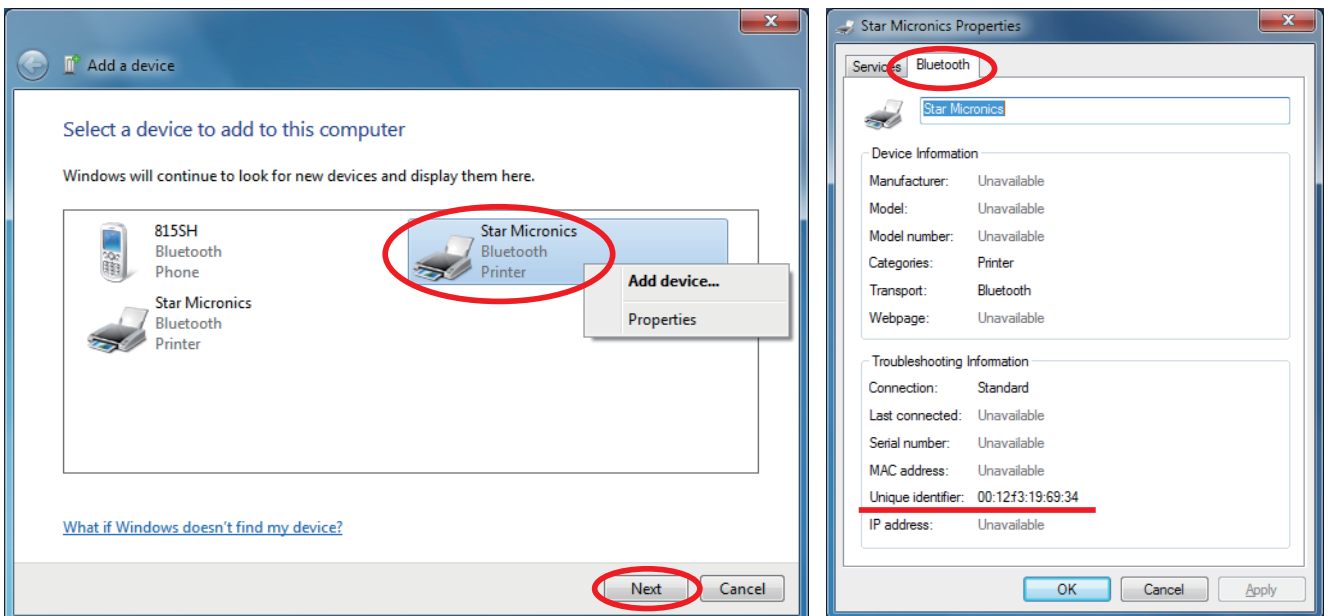 Add a device
Select a device to add to this computer
Windows will continue to look for new devices and display them here.
815SH
Bluetooth
Phone
Star Micronics
Bluetooth
Printer
Star Micronics
Bluetooth
Printer
Add device...
Properties
What if Windows doesn't find my device?
Next
Cancel
Star Micronics Properties
Services
Bluetooth
Star Micronics
Device Information
Manufacturer: Unavailable
Model: Unavailable
Model number: Unavailable
Categories: Printer
Transport: Bluetooth
Webpage: Unavailable
Troubleshooting Information
Connection: Standard
Last connected: Unavailable
Serial number: Unavailable
MAC address: Unavailable
Unique identifier: 00:12:f3:19:69:34
IP address: Unavailable
OK
Cancel
Apply